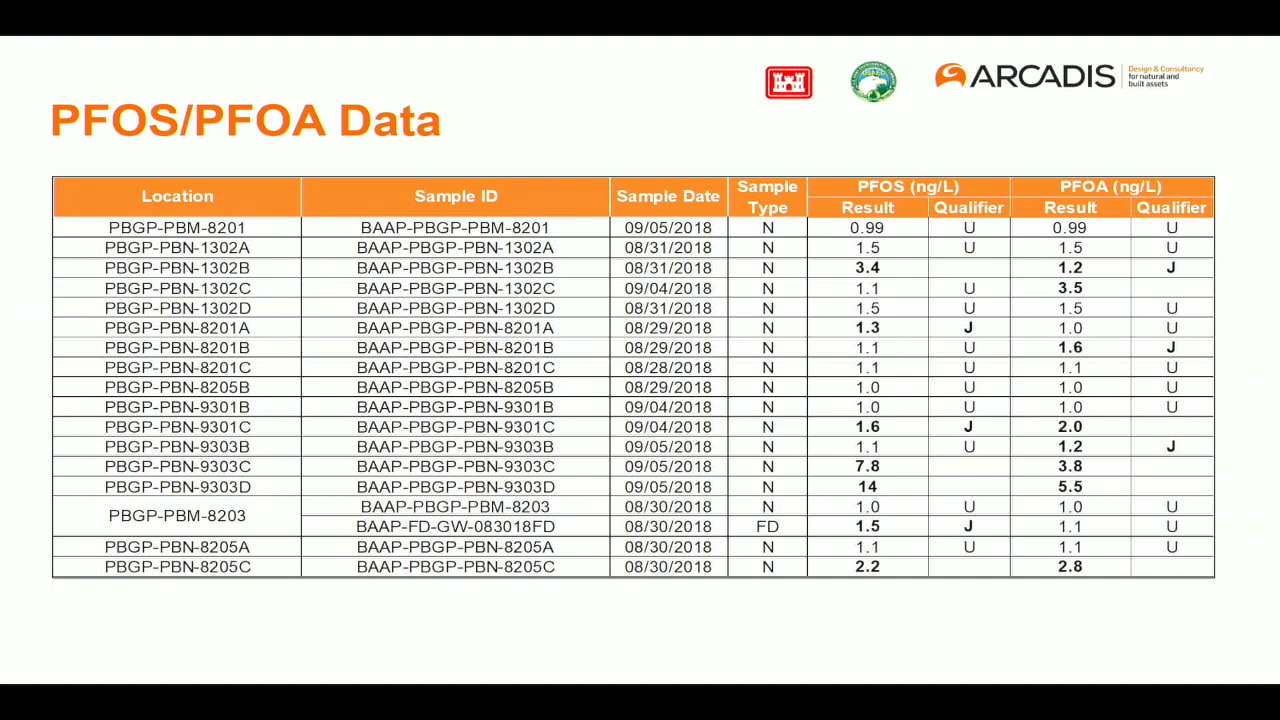 ARCADIS
Design & Consultancy
for natural and
built assets
PFOS/PFOA Data
Location Sample ID Sample Date Sample Type PFOS (ng/L) PFOA (ng/L)
Result Qualifier Result Qualifier
PBGP-PBM-8201 BAAP-PBGP-PBM-8201 09/05/2018 N 0.99 U 0.99 U
PBGP-PBN-1302A BAAP-PBGP-PBN-1302A 08/31/2018 N 1.5 U 1.5 U
PBGP-PBN-1302B BAAP-PBGP-PBN-1302B 08/31/2018 N 3.4 1.2 J
PBGP-PBN-1302C BAAP-PBGP-PBN-1302C 09/04/2018 N 1.1 U 3.5
PBGP-PBN-1302D BAAP-PBGP-PBN-1302D 08/31/2018 N 1.5 U 1.5 U
PBGP-PBN-8201A BAAP-PBGP-PBN-8201A 08/29/2018 N 1.3 J 1.0 U
PBGP-PBN-8201B BAAP-PBGP-PBN-8201B 08/29/2018 N 1.1 U 1.6 J
PBGP-PBN-8201C BAAP-PBGP-PBN-8201C 08/28/2018 N 1.1 U 1.1 U
PBGP-PBN-8205B BAAP-PBGP-PBN-8205B 08/29/2018 N 1.0 U 1.0 U
PBGP-PBN-9301B BAAP-PBGP-PBN-9301B 09/04/2018 N 1.0 U 1.0 U
PBGP-PBN-9301C BAAP-PBGP-PBN-9301C 09/04/2018 N 1.6 J 2.0
PBGP-PBN-9303B BAAP-PBGP-PBN-9303B 09/05/2018 N 1.1 U 1.2 J
PBGP-PBN-9303C BAAP-PBGP-PBN-9303C 09/05/2018 N 7.8 3.8
PBGP-PBN-9303D BAAP-PBGP-PBN-9303D 09/05/2018 N 14 5.5
PBGP-PBM-8203 BAAP-PBGP-PBM-8203 08/30/2018 N 1.0 U 1.0 U
BAAP-FD-GW-083018FD 08/30/2018 FD 1.5 J 1.1 U
PBGP-PBN-8205A BAAP-PBGP-PBN-8205A 08/30/2018 N 1.1 U 1.1 U
PBGP-PBN-8205C BAAP-PBGP-PBN-8205C 08/30/2018 N 2.2 2.8